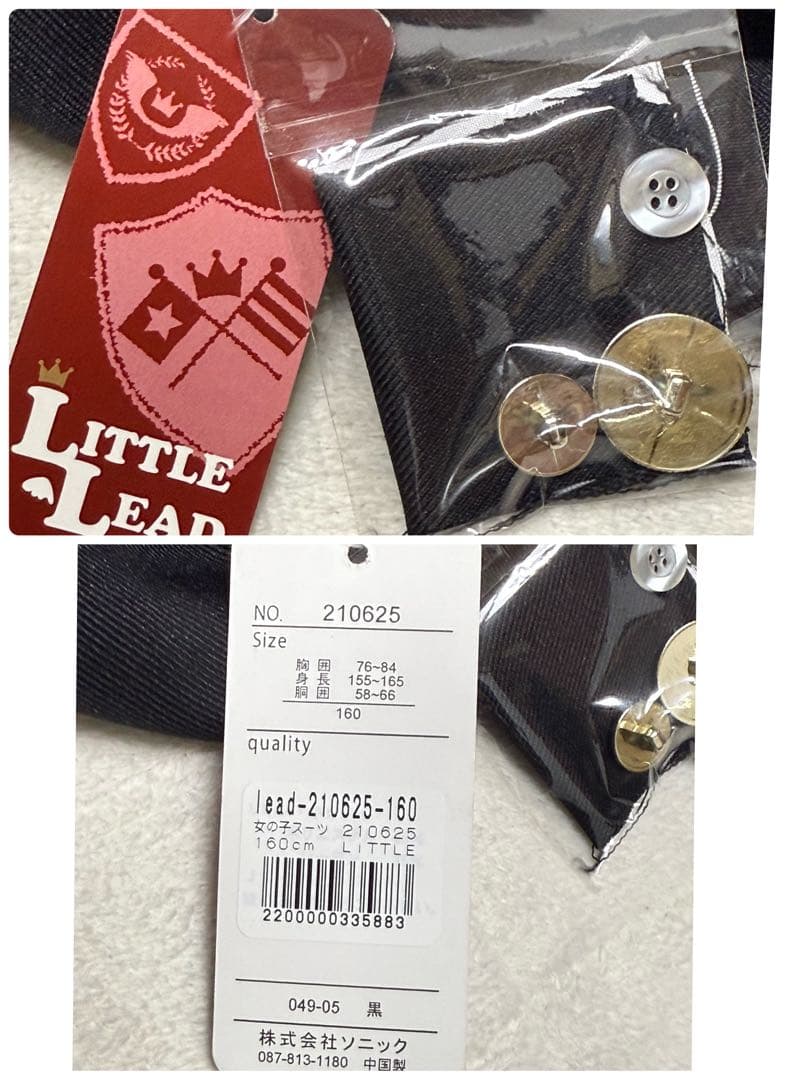 LITTLE
LEAD
NO. 210625
Size
胸囲 76~84
身長 155~165
胴囲 58~66
160
quality
lead-210625-160
女の子スーツ 210625
160cm LiTTLE
2200000335883
049-05 黒
株式会社ソニック
087-813-1180 中国製